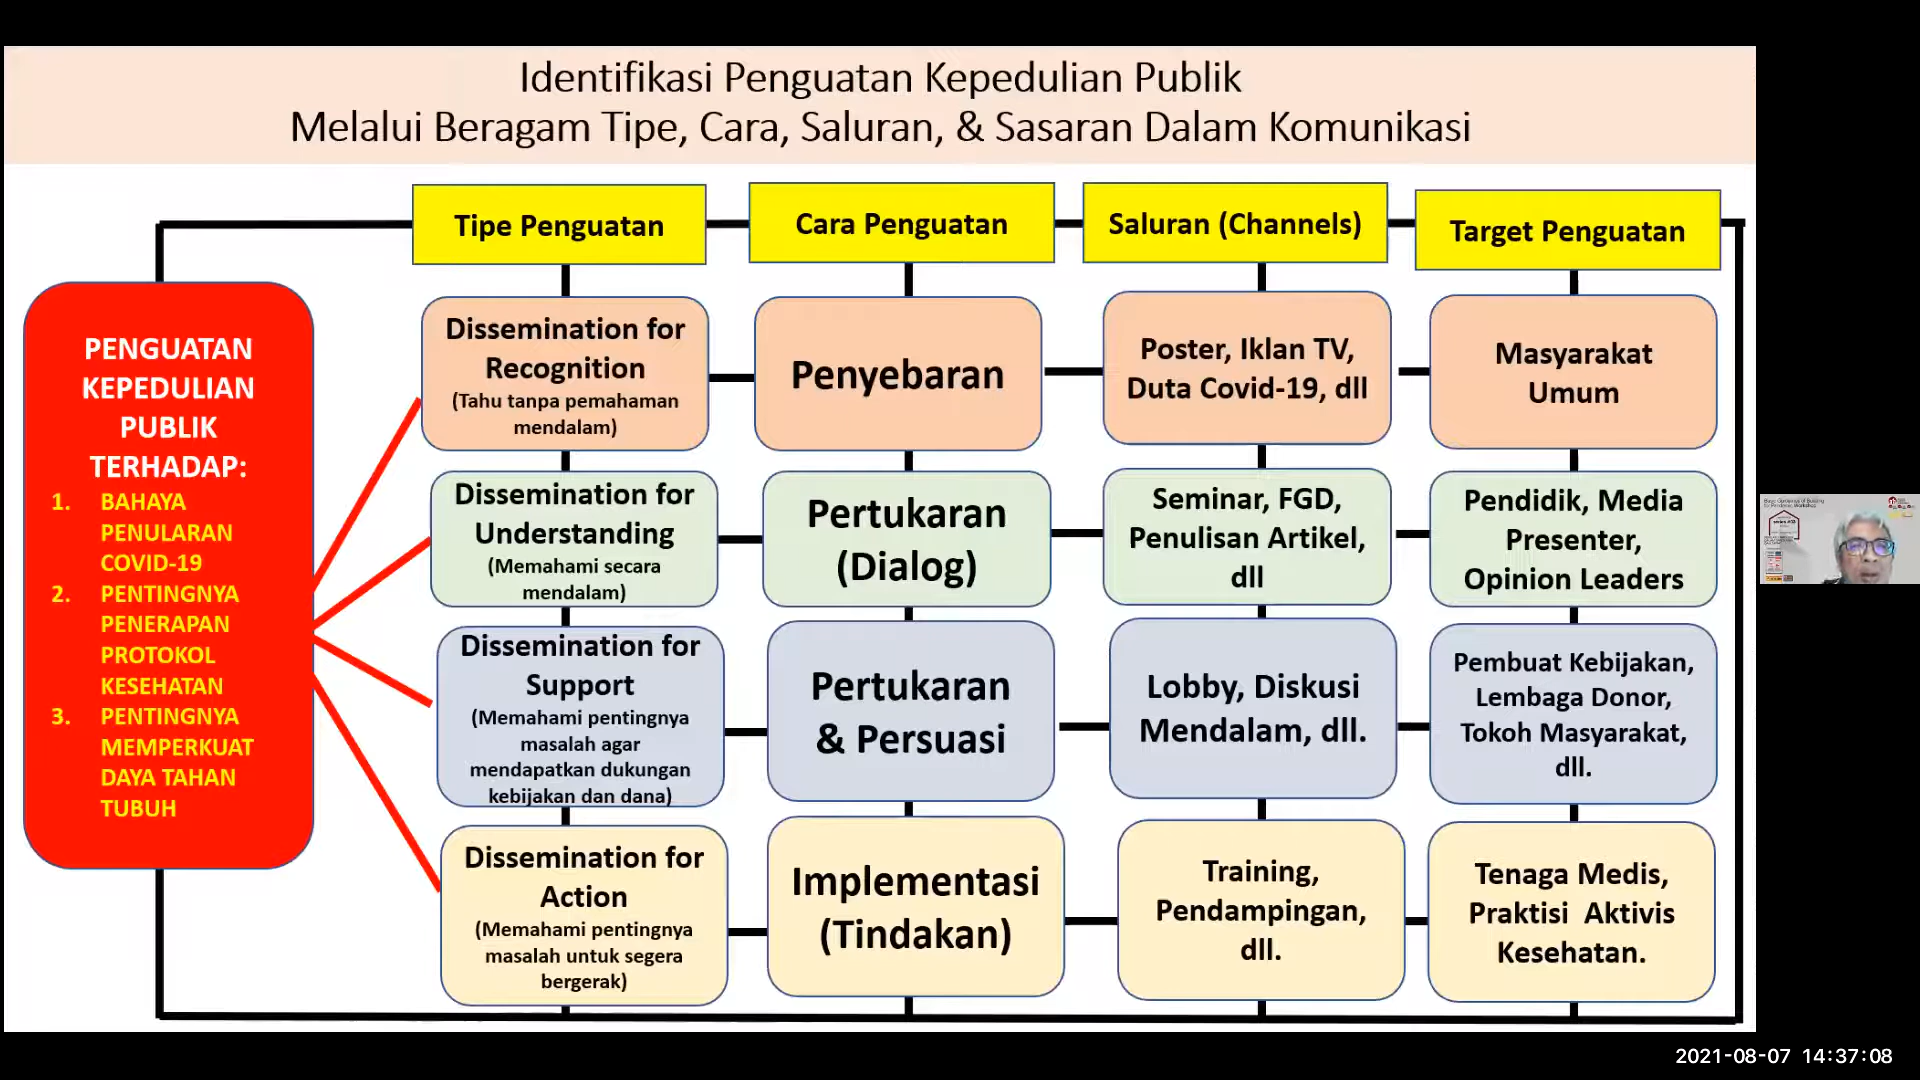 Identifikasi Penguatan Kepedulian Publik
Melalui Beragam Tipe, Cara, Saluran, & Sasaran Dalam Komunikasi
Tipe Penguatan
Cara Penguatan
Saluran (Channels)
Target Penguatan
PENGUATAN
KEPEDULIAN
PUBLIK
TERHADAP:
1. BAHAYA
PENULARAN
COVID-19
2. PENTINGNYA
PENERAPAN
PROTOKOL
KESEHATAN
3. PENTINGNYA
MEMPERKUAT
DAYA TAHAN
TUBUH
Dissemination for
Recognition
(Tahu tanpa pemahaman
mendalam)
Penyebaran
Poster, Iklan TV,
Duta Covid-19, dll
Masyarakat
Umum
Dissemination for
Understanding
(Memahami secara
mendalam)
Pertukaran
(Dialog)
Seminar, FGD,
Penulisan Artikel,
dll
Pendidik, Media
Presenter,
Opinion Leaders
Dissemination for
Support
(Memahami pentingnya
masalah agar
mendapatkan dukungan
kebijakan dan dana)
Pertukaran
& Persuasi
Lobby, Diskusi
Mendalam, dll.
Pembuat Kebijakan,
Lembaga Donor,
Tokoh Masyarakat,
dll.
Dissemination for
Action
(Memahami pentingnya
masalah untuk segera
bergerak)
Implementasi
(Tindakan)
Training,
Pendampingan,
dll.
Tenaga Medis,
Praktisi  Aktivis
Kesehatan.
2021-08-07 14:37:08